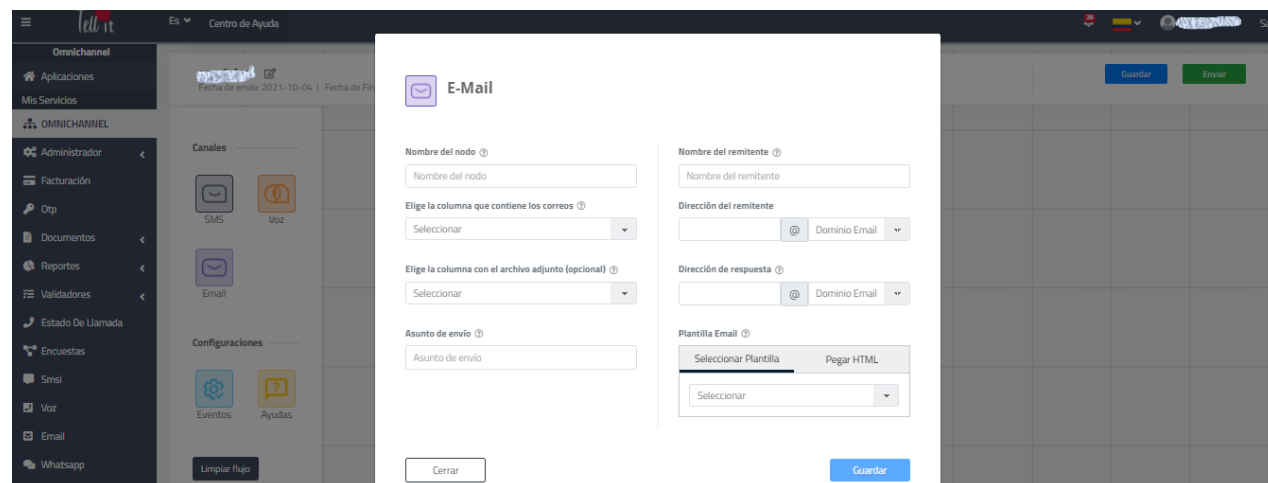 Tell it
Es
Centro de Ayuda
26
Omnichannel
Aplicaciones
Mis Servicios
OMNICHANNEL
Administrador
Facturación
Otp
Documentos
Reportes
Validadores
Estado De Llamada
Encuestas
Smsi
Voz
Email
Whatsapp
Fecha de envío: 2021-10-04 | Fecha de Fin
Guardar
Enviar
Canales
SMS
Voz
Email
Configuraciones
Eventos
Ayudas
Limpiar flujo
E-Mail
Nombre del nodo
Nombre del nodo
Elige la columna que contiene los correos
Seleccionar
Elige la columna con el archivo adjunto (opcional)
Seleccionar
Asunto de envío
Asunto de envío
Nombre del remitente
Nombre del remitente
Dirección del remitente
@ Dominio Email
Dirección de respuesta
@ Dominio Email
Plantilla Email
Seleccionar Plantilla
Pegar HTML
Seleccionar
Cerrar
Guardar